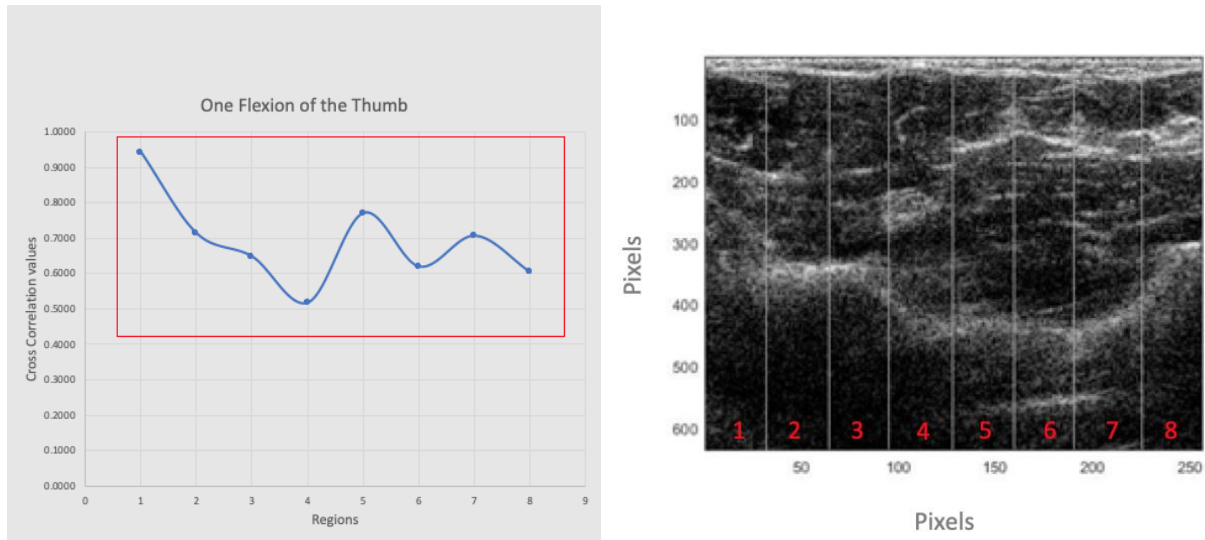 One Flexion of the Thumb
Cross Correlation values
1.0000
0.9000
0.8000
0.7000
0.6000
0.5000
0.4000
0.3000
0.2000
0.1000
0.0000
0 1 2 3 4 5 6 7 8 9
Regions
Pixels
100
200
300
400
500
600
1 2 3 4 5 6 7 8
50 100 150 200 250
Pixels